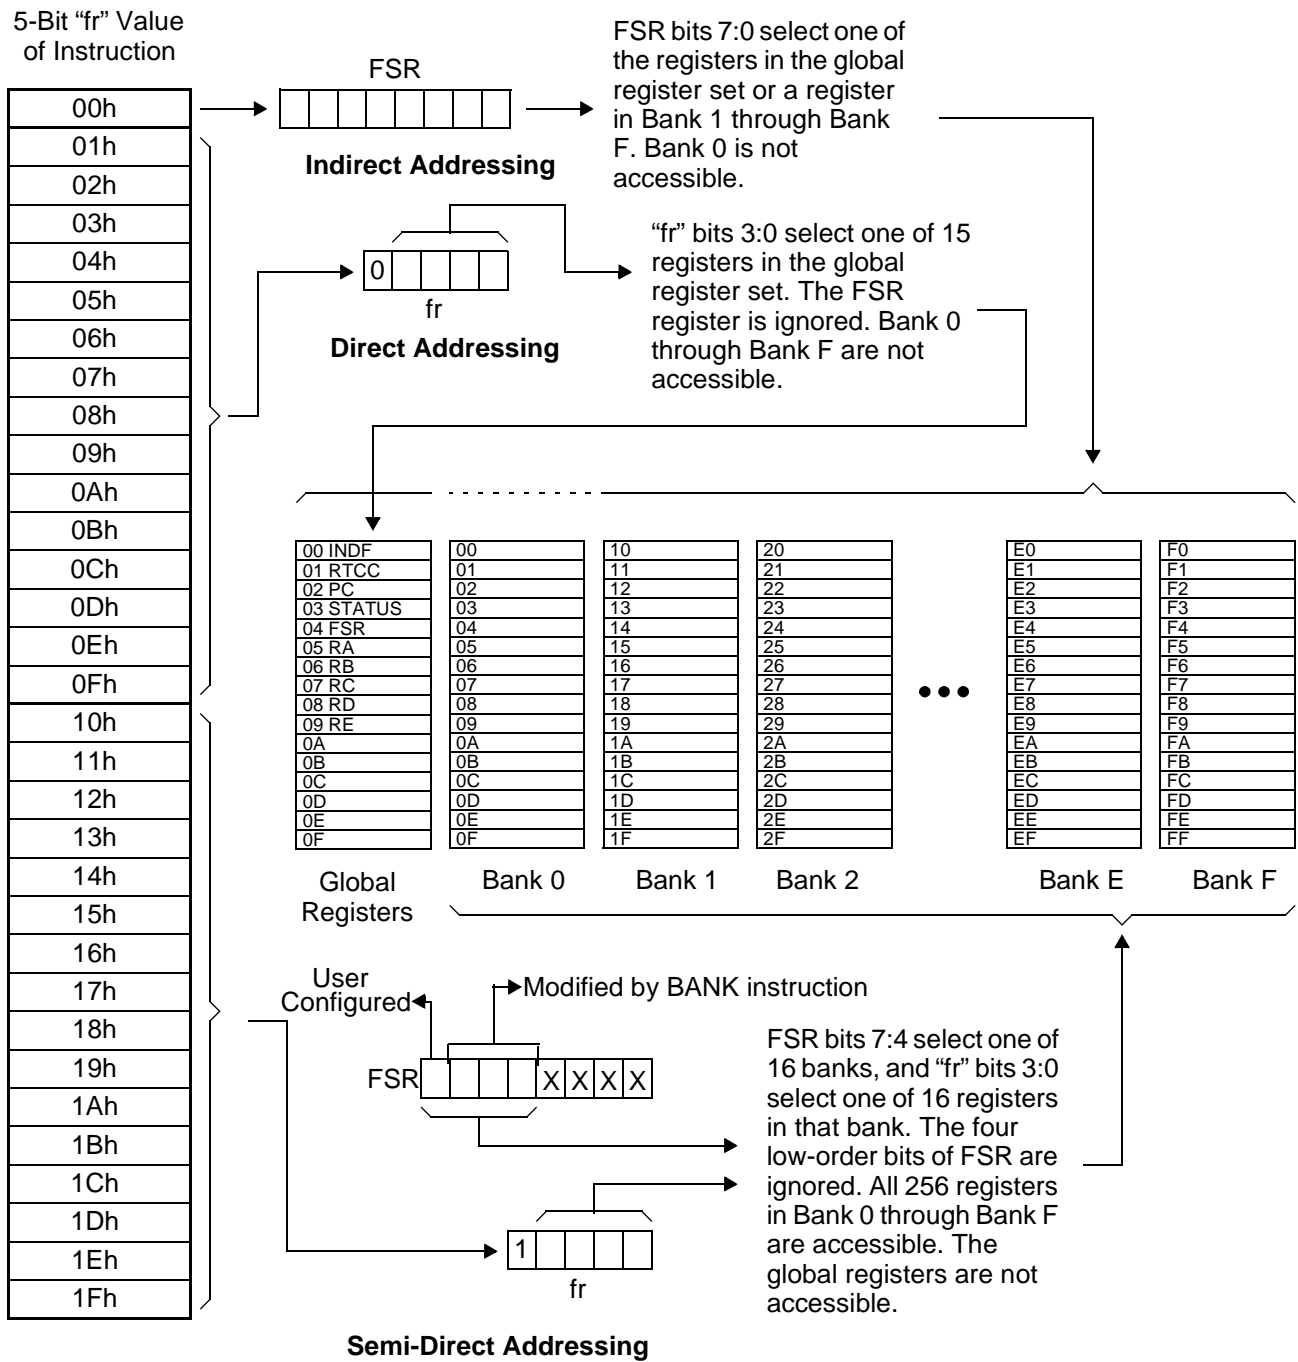 5-Bit “fr” Value
of Instruction
00h
01h
02h
03h
04h
05h
06h
07h
08h
09h
0Ah
0Bh
0Ch
0Dh
0Eh
0Fh
10h
11h
12h
13h
14h
15h
16h
17h
18h
19h
1Ah
1Bh
1Ch
1Dh
1Eh
1Fh
FSR
Indirect Addressing
FSR bits 7:0 select one of
the registers in the global
register set or a register
in Bank 1 through Bank
F. Bank 0 is not
accessible.
0
fr
Direct Addressing
“fr” bits 3:0 select one of 15
registers in the global
register set. The FSR
register is ignored. Bank 0
through Bank F are not
accessible.
00 INDF
01 RTCC
02 PC
03 STATUS
04 FSR
05 RA
06 RB
07 RC
08 RD
09 RE
0A
0B
0C
0D
0E
0F
Global
Registers
00
01
02
03
04
05
06
07
08
09
0A
0B
0C
0D
0E
0F
Bank 0
10
11
12
13
14
15
16
17
18
19
1A
1B
1C
1D
1E
1F
Bank 1
20
21
22
23
24
25
26
27
28
29
2A
2B
2C
2D
2E
2F
Bank 2
E0
E1
E2
E3
E4
E5
E6
E7
E8
E9
EA
EB
EC
ED
EE
EF
Bank E
F0
F1
F2
F3
F4
F5
F6
F7
F8
F9
FA
FB
FC
FD
FE
FF
Bank F
User
Configured
Modified by BANK instruction
FSR
X X X X
1
fr
Semi-Direct Addressing
FSR bits 7:4 select one of
16 banks, and “fr” bits 3:0
select one of 16 registers
in that bank. The four
low-order bits of FSR are
ignored. All 256 registers
in Bank 0 through Bank F
are accessible. The
global registers are not
accessible.